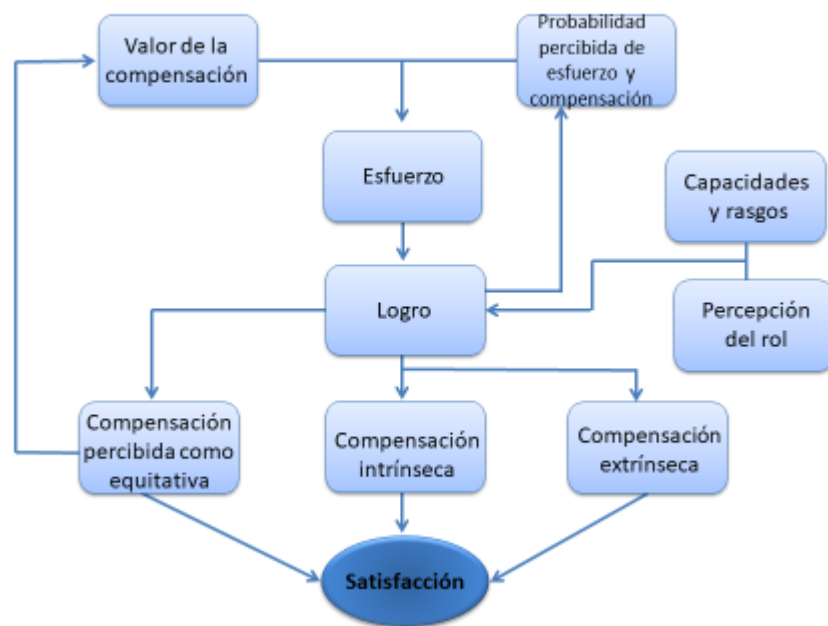 Valor de la
compensación
Probabilidad
percibida de
esfuerzo y
compensación
Esfuerzo
Capacidades
y rasgos
Logro
Percepción
del rol
Compensación
percibida como
equitativa
Compensación
intrínseca
Compensación
extrínseca
Satisfacción